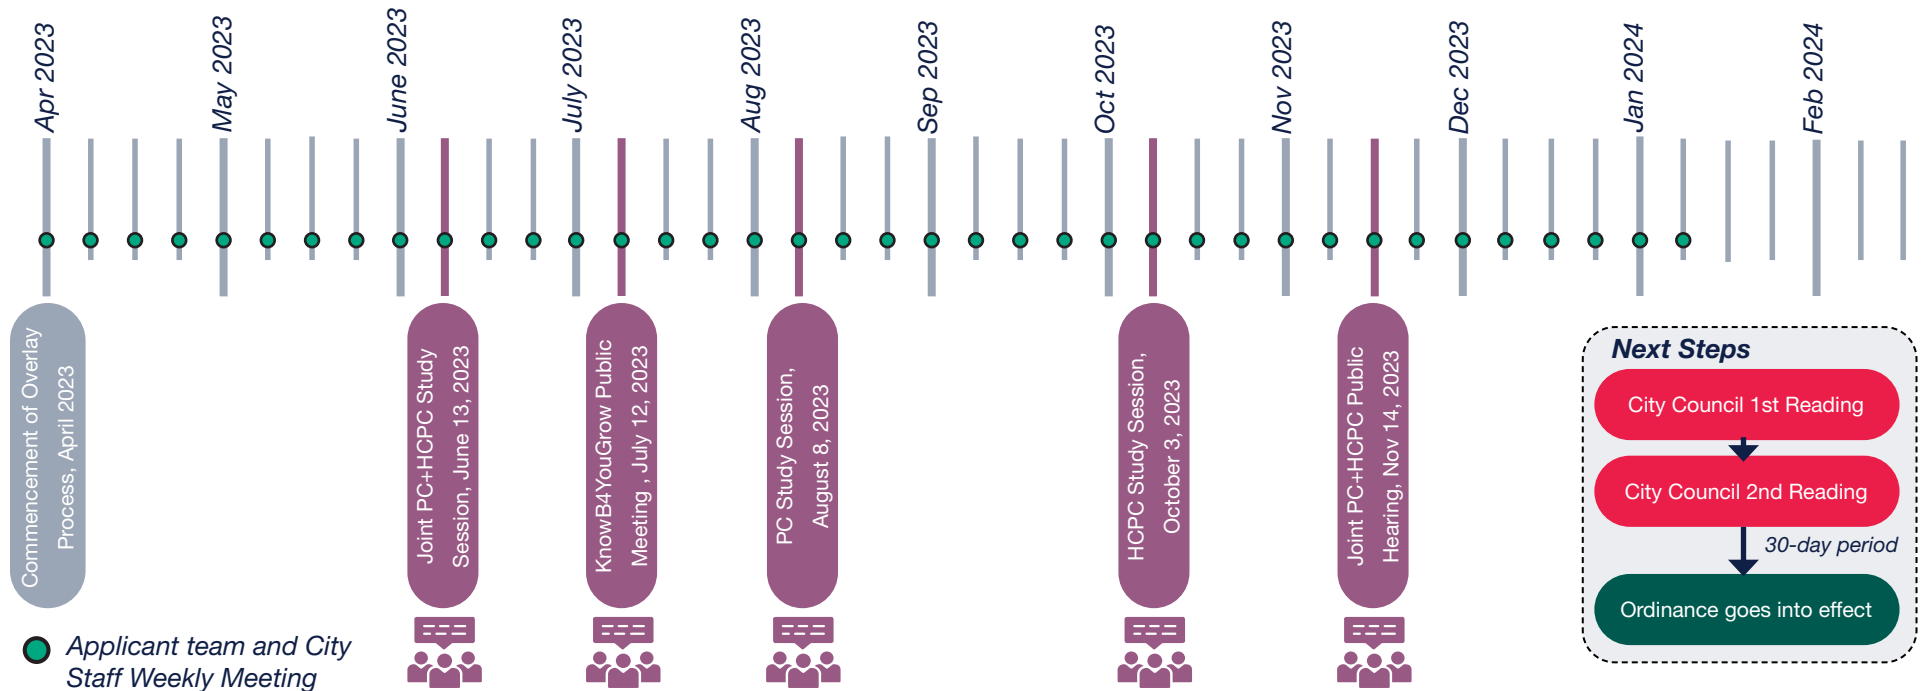 Apr 2023
May 2023
June 2023
July 2023
Aug 2023
Sep 2023
Oct 2023
Nov 2023
Dec 2023
Jan 2024
Feb 2024
Commencement of Overlay
Process, April 2023
Joint PC+HCPC Study
Session, June 13, 2023
KnowB4YouGrow Public
Meeting , July 12, 2023
PC Study Session,
August 8, 2023
HCPC Study Session,
October 3, 2023
Joint PC+HCPC Public
Hearing, Nov 14, 2023
Next Steps
City Council 1st Reading
City Council 2nd Reading
30-day period
Ordinance goes into effect
Applicant team and City
Staff Weekly Meeting